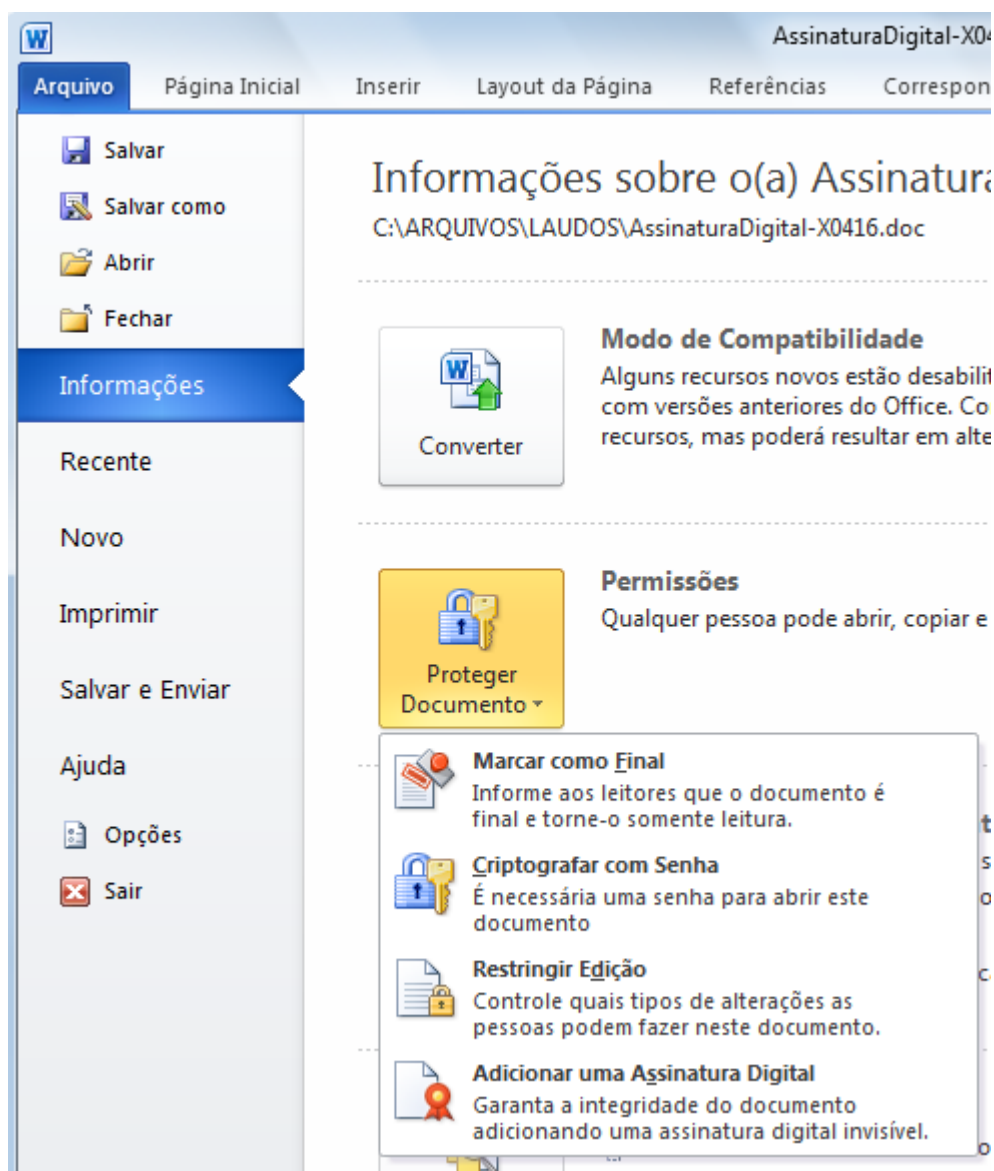 AssinaturaDigital-X04
Arquivo Página Inicial Inserir Layout da Página Referências Correspon
Salvar
Salvar como
Abrir
Fechar
Informações
Recente
Novo
Imprimir
Salvar e Enviar
Ajuda
Opções
Sair
Informações sobre o(a) Assinatura
C:\ARQUIVOS\LAUDOS\AssinaturaDigital-X0416.doc
Converter
Modo de Compatibilidade
Alguns recursos novos estão desabilit
com versões anteriores do Office. Co
recursos, mas poderá resultar em alte
Proteger
Documento
Permissões
Qualquer pessoa pode abrir, copiar e
Marcar como Final
Informe aos leitores que o documento é
final e torne-o somente leitura.
Criptografar com Senha
É necessária uma senha para abrir este
documento
Restringir Edição
Controle quais tipos de alterações as
pessoas podem fazer neste documento.
Adicionar uma Assinatura Digital
Garanta a integridade do documento
adicionando uma assinatura digital invisível.